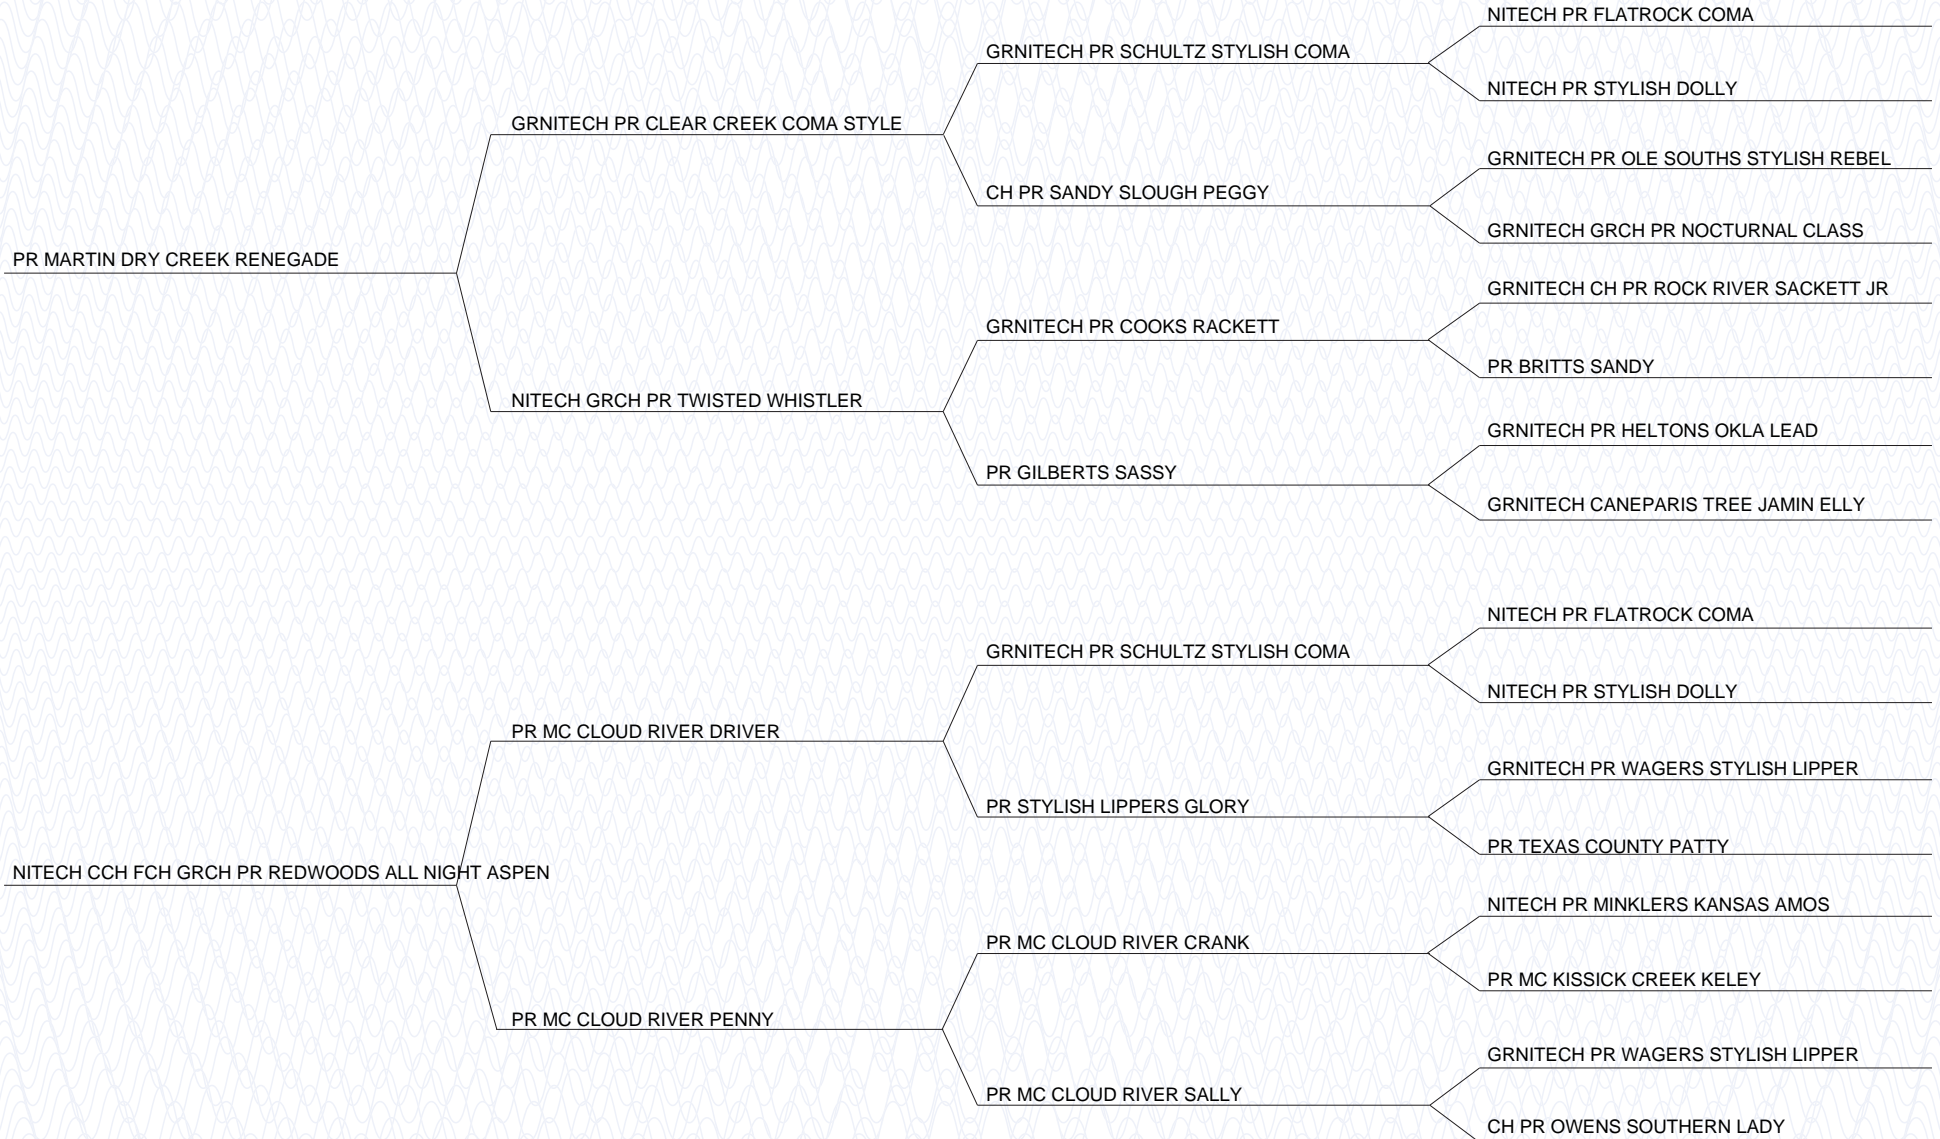 NITECH PR FLATROCK COMA
GRNITECH PR SCHULTZ STYLISH COMA
NITECH PR STYLISH DOLLY
GRNITECH PR CLEAR CREEK COMA STYLE
GRNITECH PR OLE SOUTHS STYLISH REBEL
CH PR SANDY SLOUGH PEGGY
GRNITECH GRCH PR NOCTURNAL CLASS
PR MARTIN DRY CREEK RENEGADE
GRNITECH CH PR ROCK RIVER SACKETT JR
GRNITECH PR COOKS RACKETT
PR BRITTS SANDY
NITECH GRCH PR TWISTED WHISTLER
GRNITECH PR HELTONS OKLA LEAD
PR GILBERTS SASSY
GRNITECH CANEPARIS TREE JAMIN ELLY
NITECH PR FLATROCK COMA
GRNITECH PR SCHULTZ STYLISH COMA
NITECH PR STYLISH DOLLY
PR MC CLOUD RIVER DRIVER
GRNITECH PR WAGERS STYLISH LIPPER
PR STYLISH LIPPERS GLORY
PR TEXAS COUNTY PATTY
NITECH CCH FCH GRCH PR REDWOODS ALL NIGHT ASPEN
NITECH PR MINKLERS KANSAS AMOS
PR MC CLOUD RIVER CRANK
PR MC KISSICK CREEK KELEY
PR MC CLOUD RIVER PENNY
GRNITECH PR WAGERS STYLISH LIPPER
PR MC CLOUD RIVER SALLY
CH PR OWENS SOUTHERN LADY